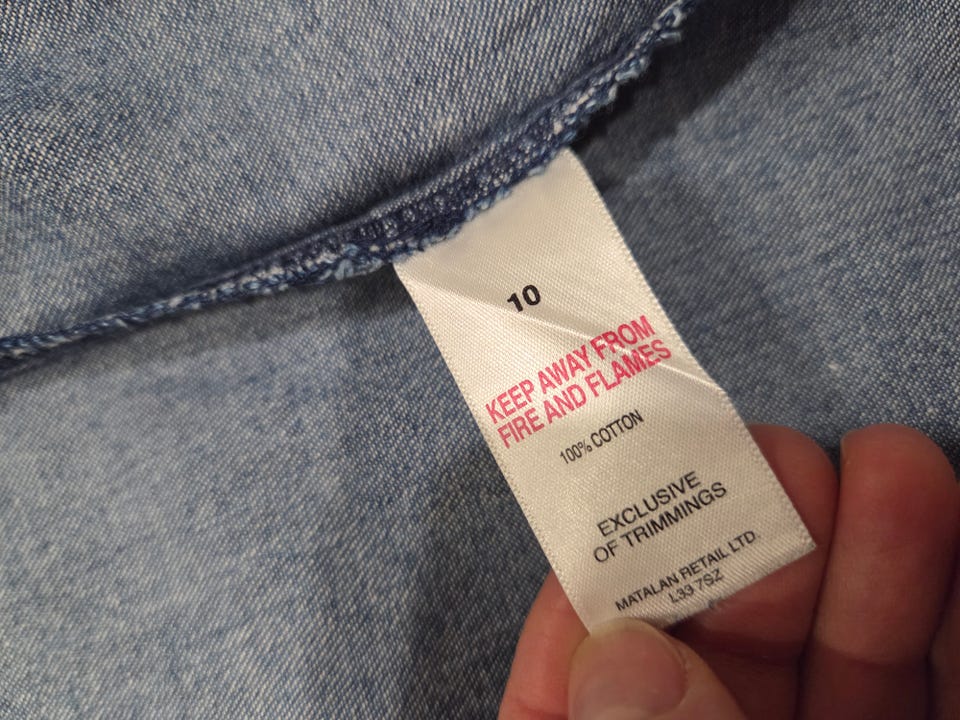 10
KEEP AWAY FROM
FIRE AND FLAMES
100% COTTON
EXCLUSIVE
OF TRIMMINGS
MATALAN RETAIL LTD.
L33 7SZ